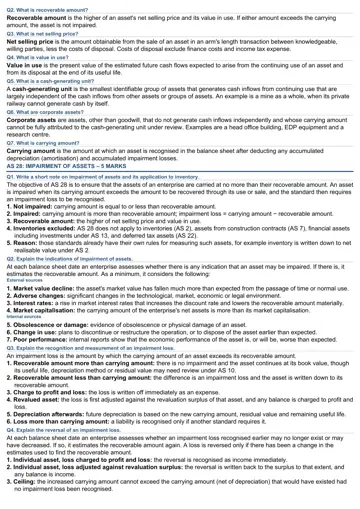 Q2. What is recoverable amount?
Recoverable amount is the higher of an asset's net selling price and its value in use. If either amount exceeds the carrying
amount, the asset is not impaired.
Q3. What is net selling price?
Net selling price is the amount obtainable from the sale of an asset in an arm's length transaction between knowledgeable,
willing parties, less the costs of disposal. Costs of disposal exclude finance costs and income tax expense.
Q4. What is value in use?
Value in use is the present value of the estimated future cash flows expected to arise from the continuing use of an asset and
from its disposal at the end of its useful life.
Q5. What is a cash-generating unit?
A cash-generating unit is the smallest identifiable group of assets that generates cash inflows from continuing use that are
largely independent of the cash inflows from other assets or groups of assets. An example is a mine as a whole, when its private
railway cannot generate cash by itself.
Q6. What are corporate assets?
Corporate assets are assets, other than goodwill, that do not generate cash inflows independently and whose carrying amount
cannot be fully attributed to the cash-generating unit under review. Examples are a head office building, EDP equipment and a
research centre.
Q7. What is carrying amount?
Carrying amount is the amount at which an asset is recognised in the balance sheet after deducting any accumulated
depreciation (amortisation) and accumulated impairment losses.
AS 28: IMPAIRMENT OF ASSETS – 5 MARKS
Q1. Write a short note on impairment of assets and its application to inventory.
The objective of AS 28 is to ensure that the assets of an enterprise are carried at no more than their recoverable amount. An asset
is impaired when its carrying amount exceeds the amount to be recovered through its use or sale, and the standard then requires
an impairment loss to be recognised.
1. Not impaired: carrying amount is equal to or less than recoverable amount.
2. Impaired: carrying amount is more than recoverable amount; impairment loss = carrying amount − recoverable amount.
3. Recoverable amount: the higher of net selling price and value in use.
4. Inventories excluded: AS 28 does not apply to inventories (AS 2), assets from construction contracts (AS 7), financial assets
including investments under AS 13, and deferred tax assets (AS 22).
5. Reason: those standards already have their own rules for measuring such assets, for example inventory is written down to net
realisable value under AS 2.
Q2. Explain the indications of impairment of assets.
At each balance sheet date an enterprise assesses whether there is any indication that an asset may be impaired. If there is, it
estimates the recoverable amount. As a minimum, it considers the following:
External sources
1. Market value decline: the asset's market value has fallen much more than expected from the passage of time or normal use.
2. Adverse changes: significant changes in the technological, market, economic or legal environment.
3. Interest rates: a rise in market interest rates that increases the discount rate and lowers the recoverable amount materially.
4. Market capitalisation: the carrying amount of the enterprise's net assets is more than its market capitalisation.
Internal sources
5. Obsolescence or damage: evidence of obsolescence or physical damage of an asset.
6. Change in use: plans to discontinue or restructure the operation, or to dispose of the asset earlier than expected.
7. Poor performance: internal reports show that the economic performance of the asset is, or will be, worse than expected.
Q3. Explain the recognition and measurement of an impairment loss.
An impairment loss is the amount by which the carrying amount of an asset exceeds its recoverable amount.
1. Recoverable amount more than carrying amount: there is no impairment and the asset continues at its book value, though
its useful life, depreciation method or residual value may need review under AS 10.
2. Recoverable amount less than carrying amount: the difference is an impairment loss and the asset is written down to its
recoverable amount.
3. Charge to profit and loss: the loss is written off immediately as an expense.
4. Revalued asset: the loss is first adjusted against the revaluation surplus of that asset, and any balance is charged to profit and
loss.
5. Depreciation afterwards: future depreciation is based on the new carrying amount, residual value and remaining useful life.
6. Loss more than carrying amount: a liability is recognised only if another standard requires it.
Q4. Explain the reversal of an impairment loss.
At each balance sheet date an enterprise assesses whether an impairment loss recognised earlier may no longer exist or may
have decreased. If so, it estimates the recoverable amount again. A loss is reversed only if there has been a change in the
estimates used to find the recoverable amount.
1. Individual asset, loss charged to profit and loss: the reversal is recognised as income immediately.
2. Individual asset, loss adjusted against revaluation surplus: the reversal is written back to the surplus to that extent, and
any balance is income.
3. Ceiling: the increased carrying amount cannot exceed the carrying amount (net of depreciation) that would have existed had
no impairment loss been recognised.